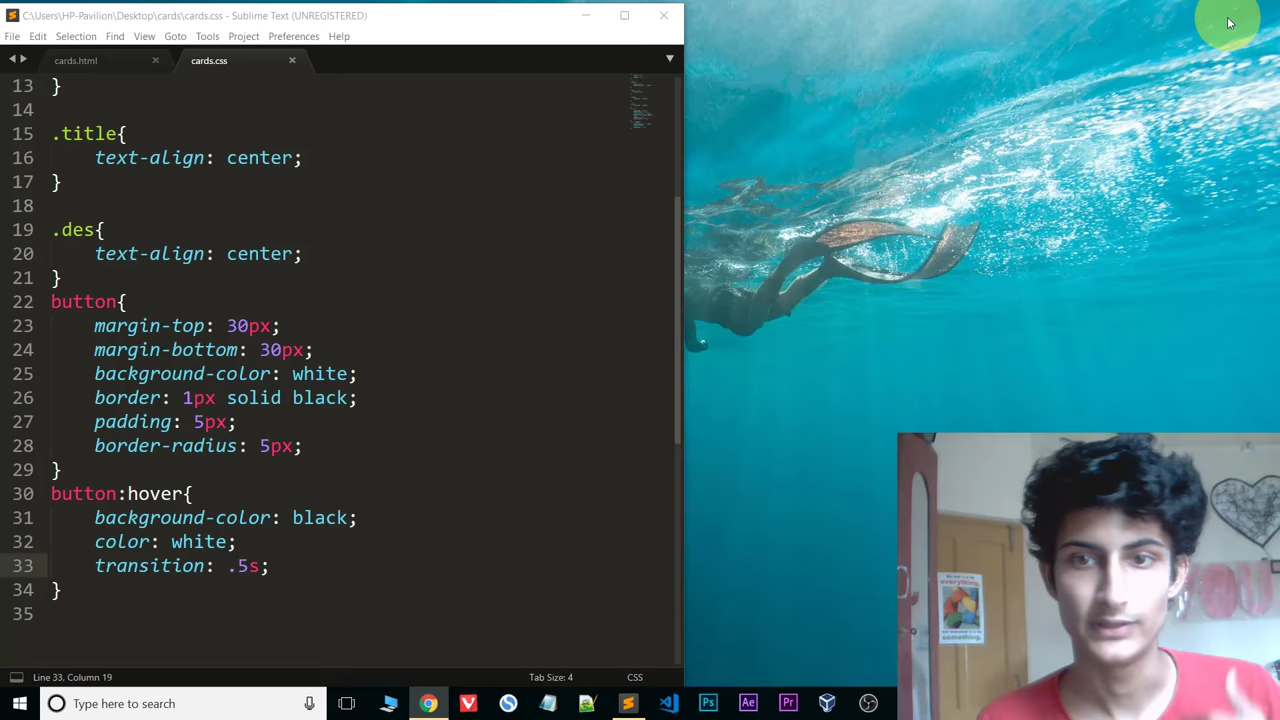 C:\Users\HP-Pavilion\Desktop\cards\cards.css - Sublime Text (UNREGISTERED)
File Edit Selection Find View Goto Tools Project Preferences Help
cards.html cards.css
13 }
14
15 .title{
16 text-align: center;
17 }
18
19 .des{
20 text-align: center;
21 }
22 button{
23 margin-top: 30px;
24 margin-bottom: 30px;
25 background-color: white;
26 border: 1px solid black;
27 padding: 5px;
28 border-radius: 5px;
29 }
30 button:hover{
31 background-color: black;
32 color: white;
33 transition: .5s;
34 }
35
everything.
something.
Line 33, Column 19 Tab Size: 4 CSS
Type here to search Ps Ae Pr